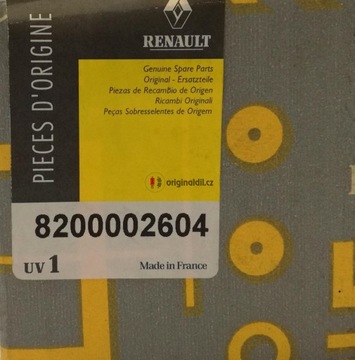 RENAULT
PIECES D'ORIGINE
Genuine Spare Parts
Original - Ersatzteile
Piezas de Recambio de Origen
Ricambi Originali
Peças Sobresselentes de Origem
originaldil.cz
8200002604
UV 1
Made in France